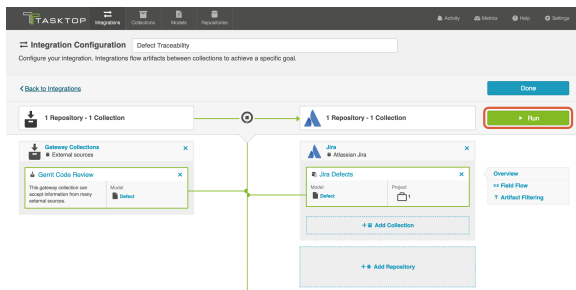 TASKTOP
Integrations
Collections
Models
Repositories
Activity
Metrics
Help
Settings
Integration Configuration
Defect Traceability
Configure your integration. Integrations flow artifacts between collections to achieve a specific goal.
Back to Integrations
Done
1 Repository - 1 Collection
1 Repository - 1 Collection
Run
Gateway Collections
External sources
Gerrit Code Review
This gateway collection can
accept information from many
external sources.
Model
Defect
Jira
Atlassian Jira
Jira Defects
Model
Defect
Project
1
+ Add Collection
+ Add Repository
Overview
Field Flow
Artifact Filtering